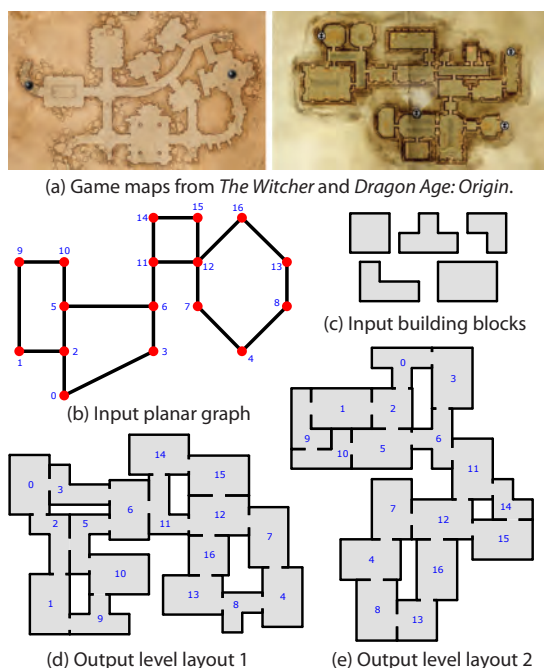 (a) Game maps from The Witcher and Dragon Age: Origin.
9 10 14 15 16
11 12 13
5 6 7 8
1 2 3 4
0
(b) Input planar graph
(c) Input building blocks
0 3
1 2
9 10 5 6
11
7 12 14
15
4 16
8 13
(e) Output level layout 2
14
0 3 15
6
2 5 11 12
7
16
10
1 13
8 4
9
(d) Output level layout 1